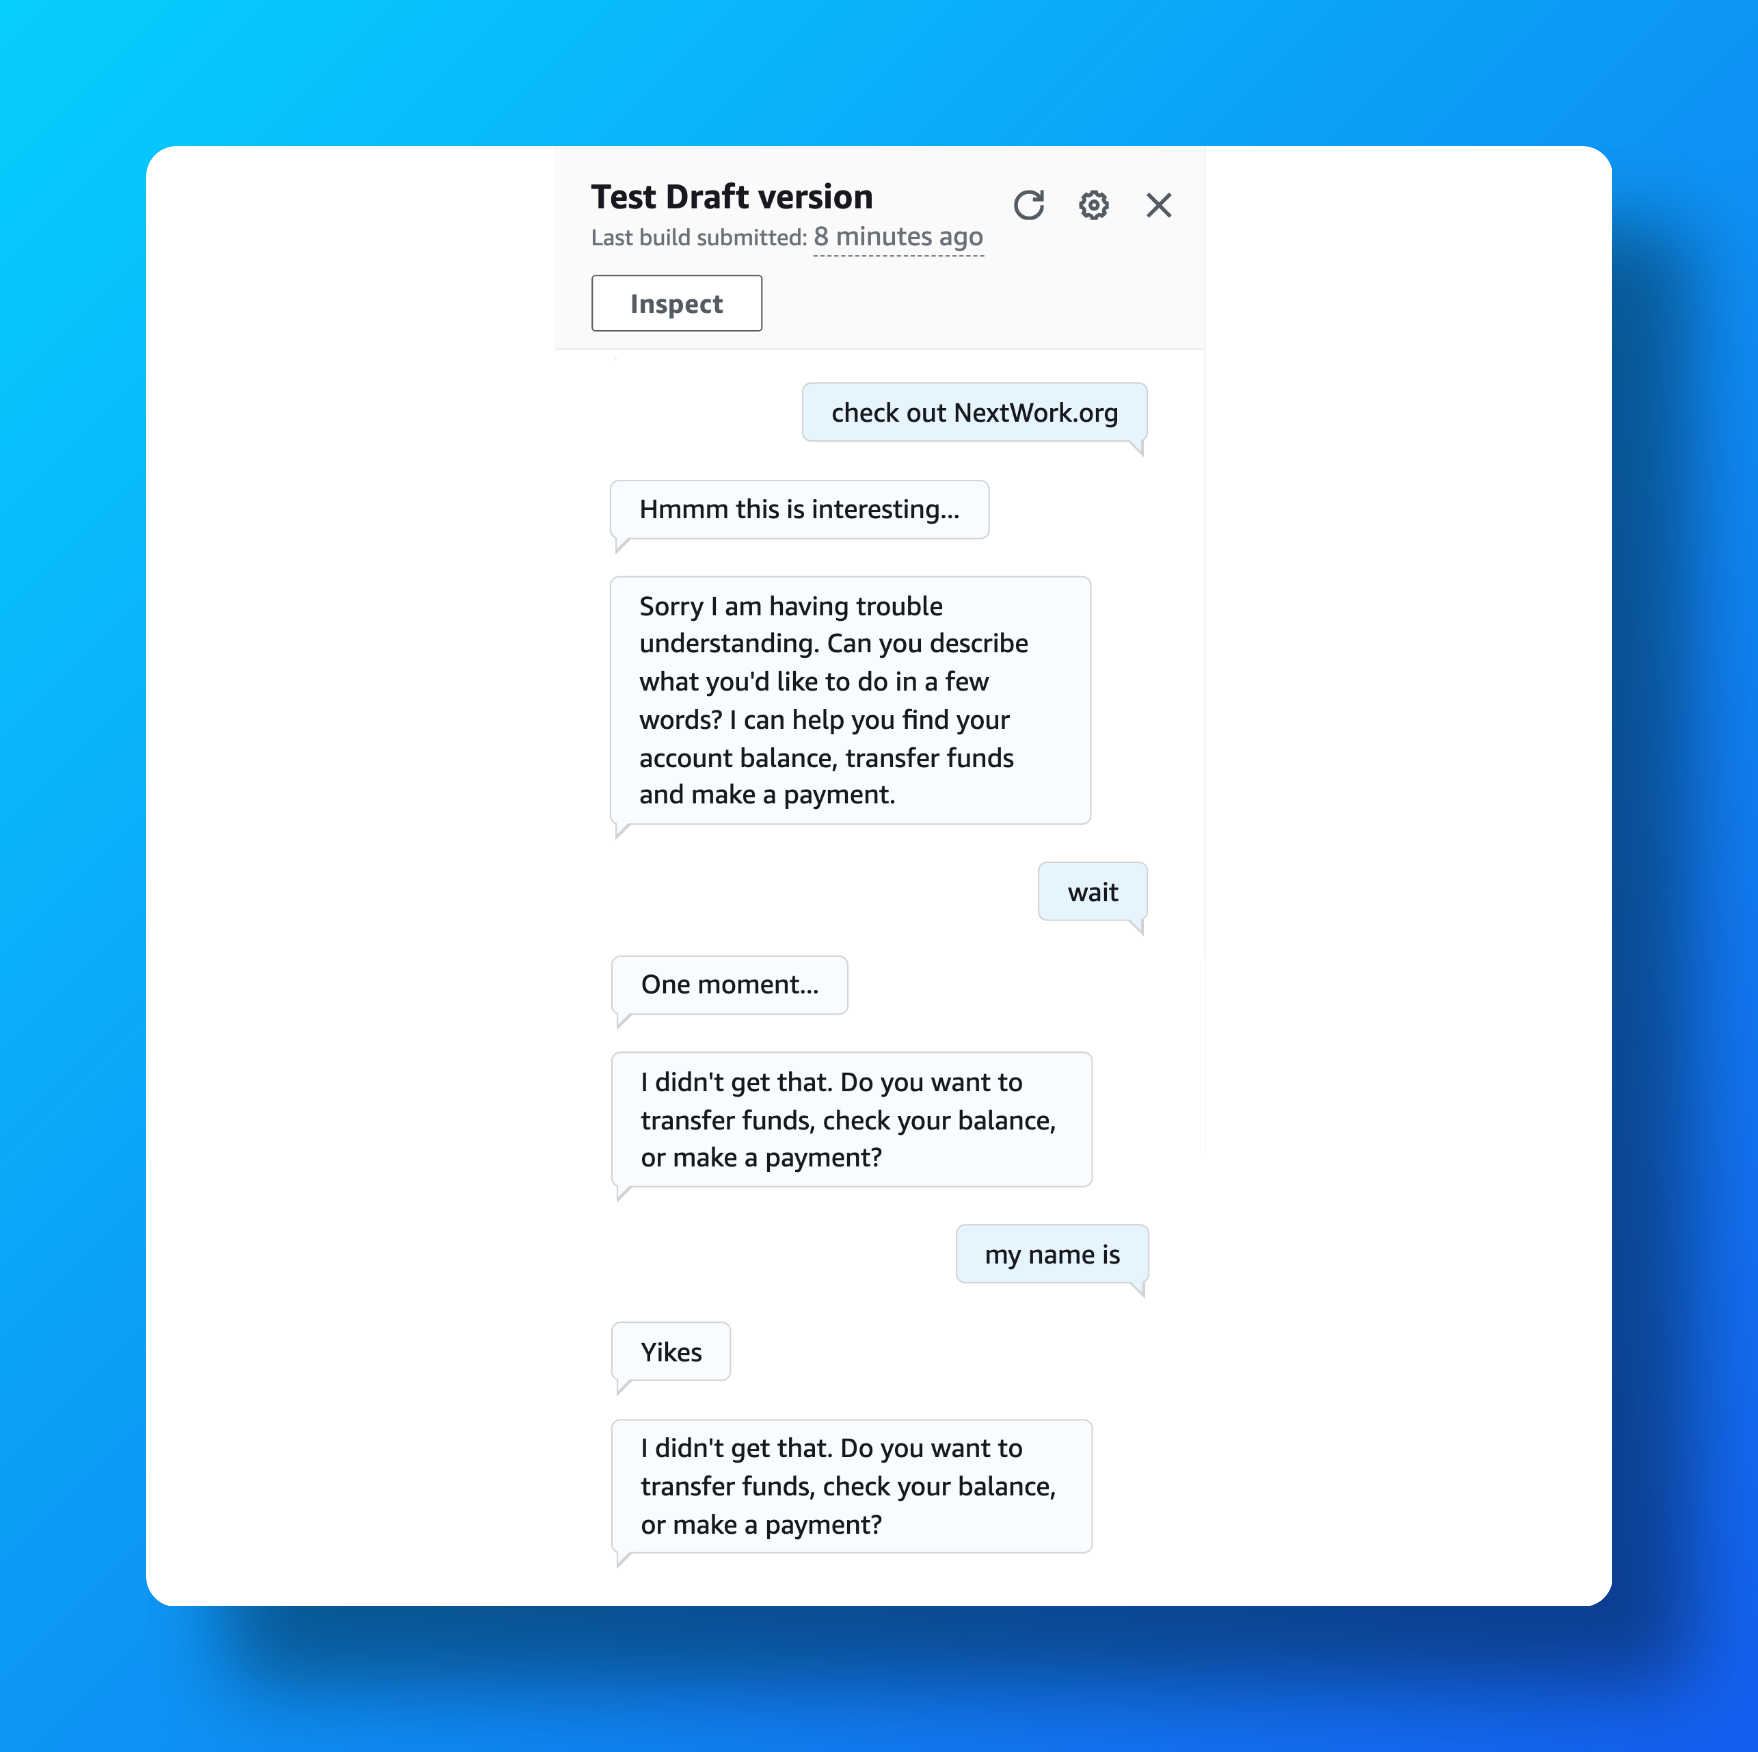 Test Draft version
Last build submitted: 8 minutes ago
Inspect
check out NextWork.org
Hmmm this is interesting...
Sorry I am having trouble
understanding. Can you describe
what you'd like to do in a few
words? I can help you find your
account balance, transfer funds
and make a payment.
wait
One moment...
I didn't get that. Do you want to
transfer funds, check your balance,
or make a payment?
my name is
Yikes
I didn't get that. Do you want to
transfer funds, check your balance,
or make a payment?